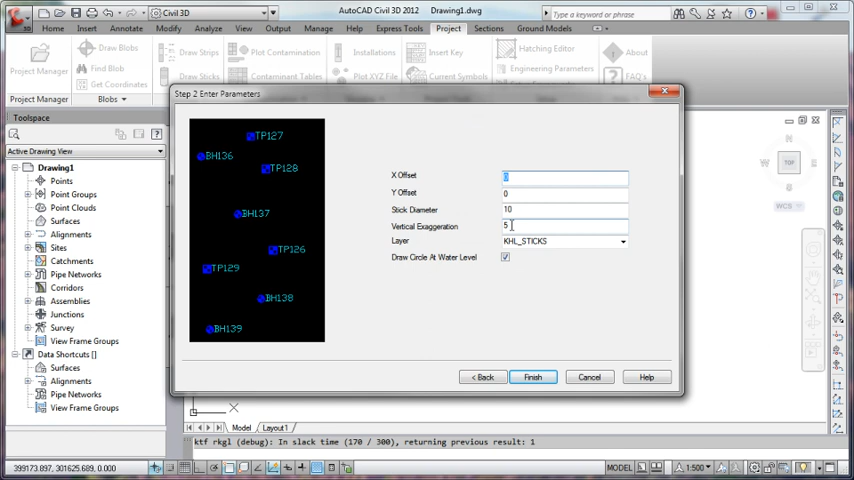 Civil 3D
AutoCAD Civil 3D 2012 Drawing1.dwg
Type a keyword or phrase
Home Insert Annotate Modify Analyze View Manage Output Help Express Tools Project Sections Ground Models
Project Manager
Draw Blobs
Find Blob
Get Coordinates
Draw Strips
Draw Sticks
Plot Contamination
Contaminant Tables
Installations
Plot XYZ File
Insert Key
Current Symbols
Hatching Editor
Engineering Parameters
About
FAQ's
Project Manager
Blobs
Toolspace
Active Drawing View
Drawing1
Points
Point Groups
Point Clouds
Surfaces
Alignments
Sites
Catchments
Pipe Networks
Corridors
Assemblies
Junctions
Survey
View Frame Groups
Data Shortcuts []
Surfaces
Alignments
Pipe Networks
View Frame Groups
Step 2 Enter Parameters
TP127
BH136
TP128
BH137
TP126
TP129
BH138
BH139
X Offset 0
Y Offset 0
Stick Diameter 10
Vertical Exaggeration 5
Layer KHL_STICKS
Draw Circle At Water Level
< Back Finish Cancel Help
N
W TOP
WCS
Model Layout1
ktf rkgl (debug): In slack time (170 / 300), returning previous result: 1
399173.897, 301625.689, 0.000
MODEL
1:500